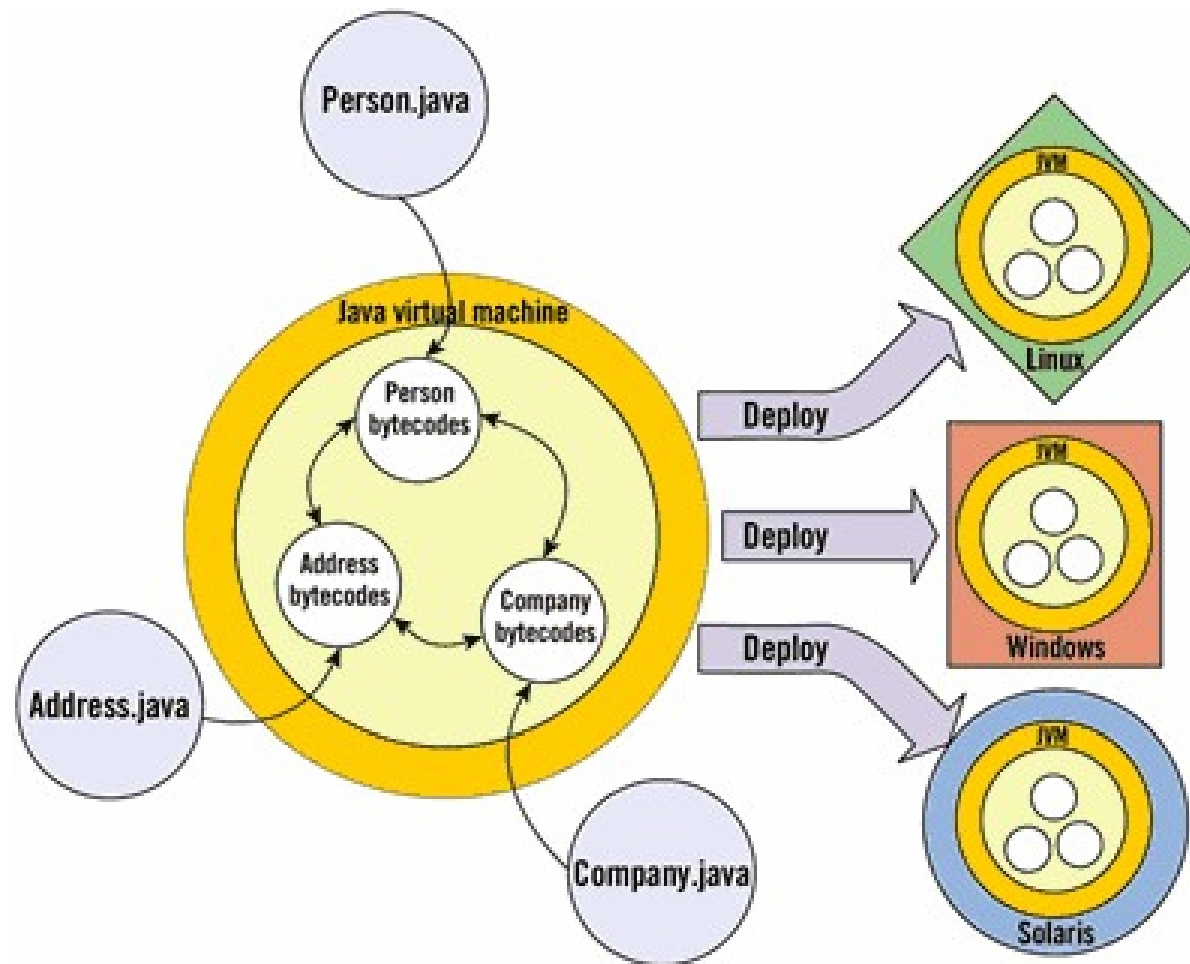 Person.java
Java virtual machine
Person
bytecodes
Address
bytecodes
Company
bytecodes
Address.java
Company.java
Deploy
Deploy
Deploy
JVM
Linux
JVM
Windows
JVM
Solaris